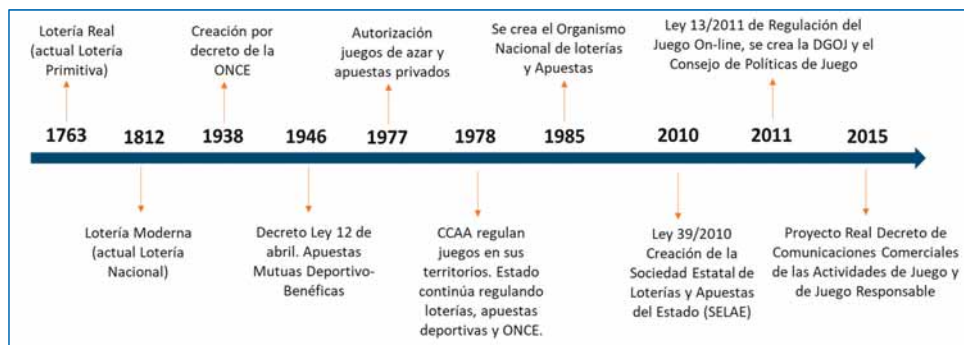 Lotería Real
(actual Lotería
Primitiva)
Creación por
decreto de la
ONCE
Autorización
juegos de azar y
apuestas privados
Se crea el Organismo
Nacional de loterías
y Apuestas
Ley 13/2011 de Regulación del
Juego On-line, se crea la DGOJ y el
Consejo de Políticas de Juego
1763 1812 1938 1946 1977 1978 1985 2010 2011 2015
Lotería Moderna
(actual Lotería
Nacional)
Decreto Ley 12 de
abril. Apuestas
Mutuas Deportivo-
Benéficas
CCAA regulan
juegos en sus
territorios. Estado
continúa regulando
loterías, apuestas
deportivas y ONCE.
Ley 39/2010
Creación de la
Sociedad Estatal de
Loterías y Apuestas
del Estado (SELAE)
Proyecto Real Decreto de
Comunicaciones Comerciales
de las Actividades de Juego y
de Juego Responsable